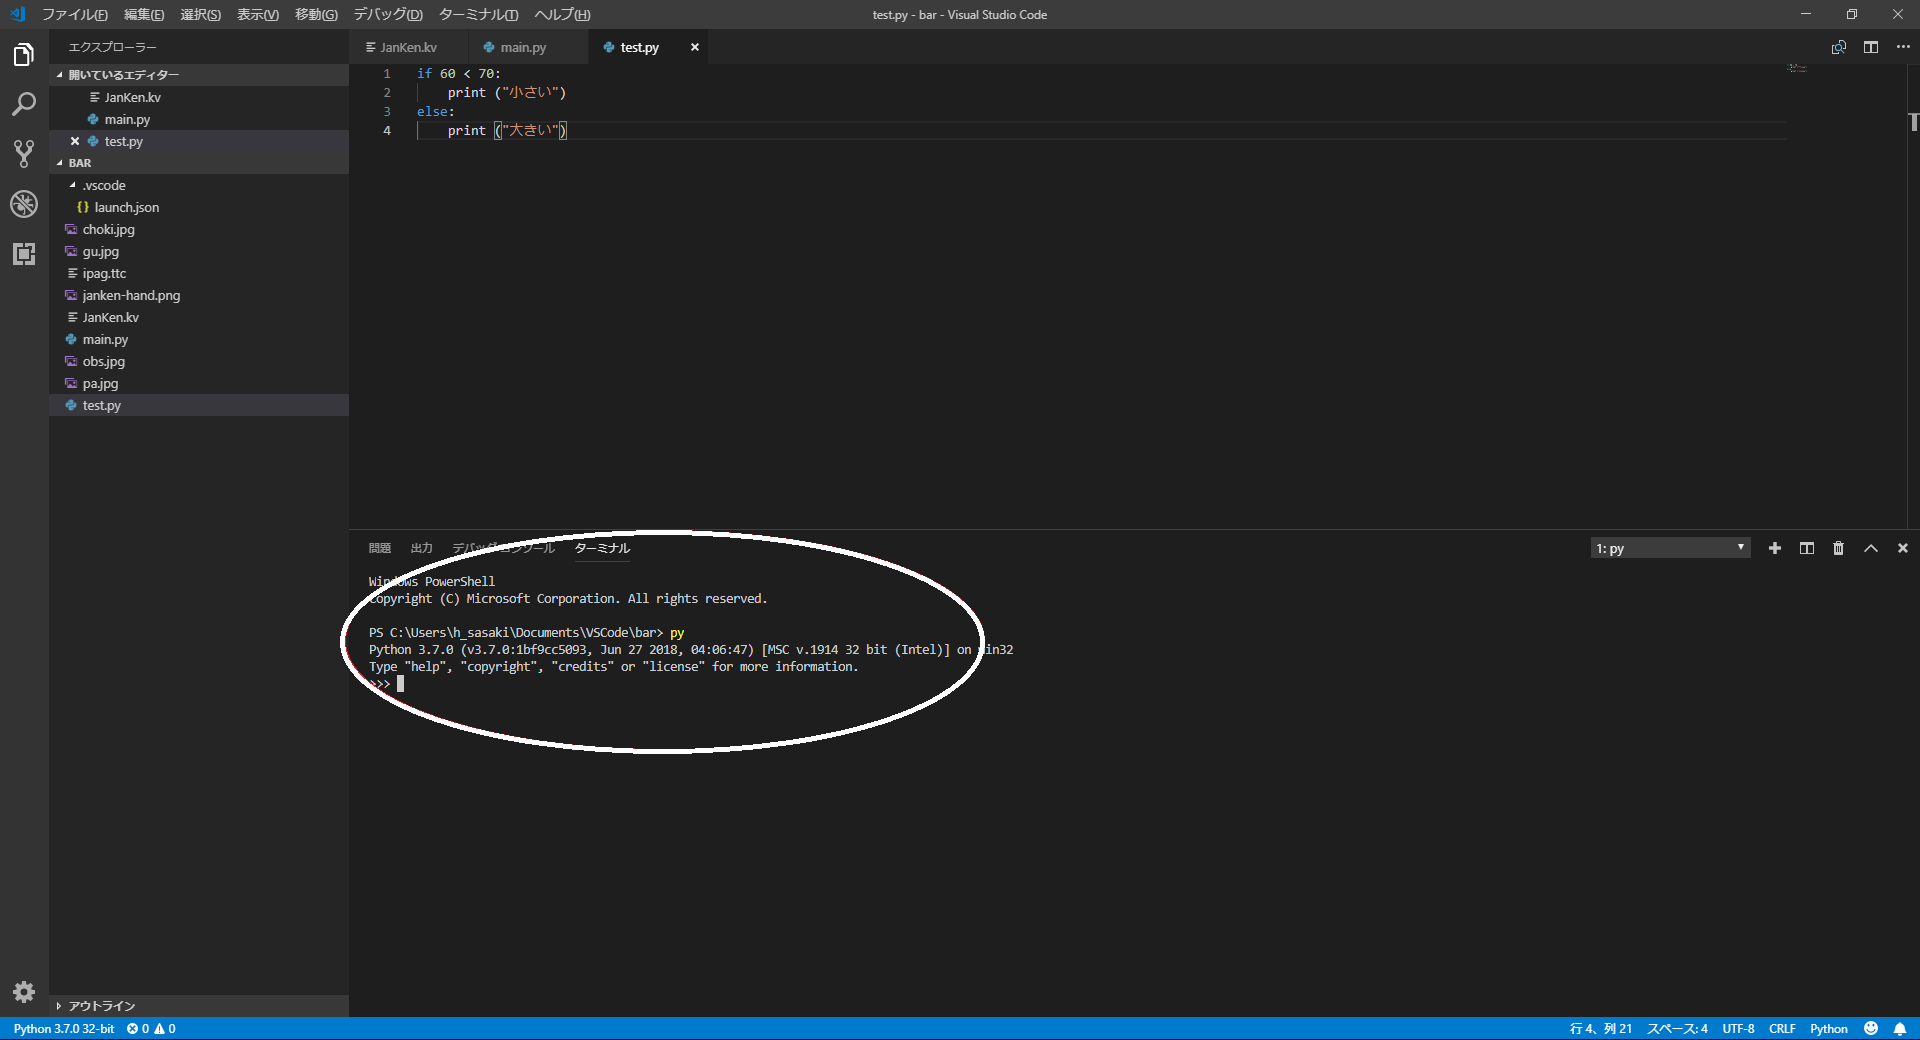 ファイル(F) 編集(E) 選択(S) 表示(V) 移動(G) デバッグ(D) ターミナル(T) ヘルプ(H) test.py - bar - Visual Studio Code
エクスプローラー
開いているエディター
JanKen.kv
main.py
test.py
BAR
.vscode
launch.json
choki.jpg
gu.jpg
ipag.ttc
janken-hand.png
JanKen.kv
main.py
obs.jpg
pa.jpg
test.py
アウトライン
JanKen.kv main.py test.py
1 if 60 < 70:
2 print ("小さい")
3 else:
4 print ("大きい")
問題 出力 デバッグ コンソール ターミナル 1: py
Windows PowerShell
Copyright (C) Microsoft Corporation. All rights reserved.
PS C:\Users\h_sasaki\Documents\VSCode\bar> py
Python 3.7.0 (v3.7.0:1bf9cc5093, Jun 27 2018, 04:06:47) [MSC v.1914 32 bit (Intel)] on win32
Type "help", "copyright", "credits" or "license" for more information.
>>>
Python 3.7.0 32-bit 0 0 行 4、列 21 スペース: 4 UTF-8 CRLF Python